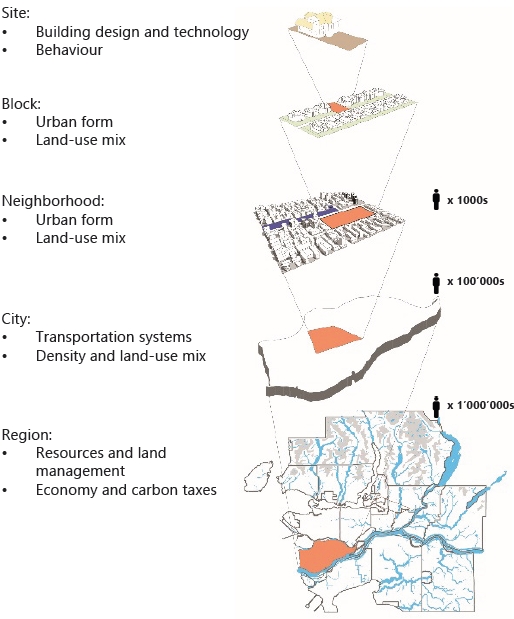 Site:
• Building design and technology
• Behaviour
Block:
• Urban form
• Land-use mix
Neighborhood:
• Urban form
• Land-use mix
x 1000s
x 100'000s
City:
• Transportation systems
• Density and land-use mix
x 1'000'000s
Region:
• Resources and land
management
• Economy and carbon taxes